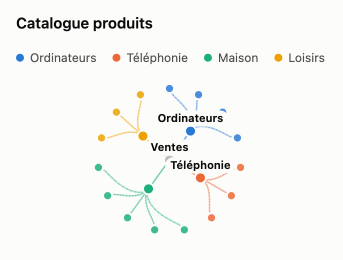 Catalogue produits
Ordinateurs Téléphonie Maison Loisirs
Ordinateurs
Ventes
Téléphonie